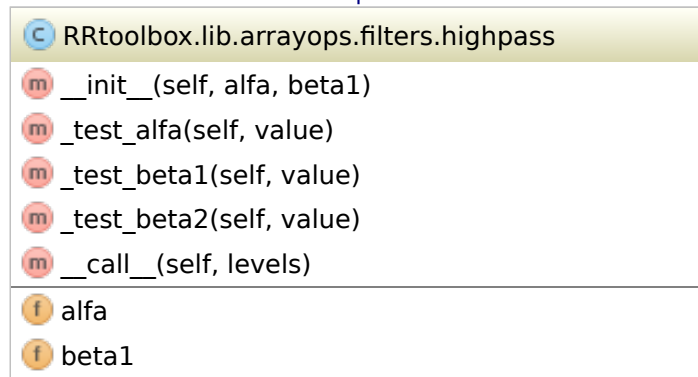 C RRtoolbox.lib.arrayops.filters.highpass
m __init__(self, alfa, beta1)
m _test_alfa(self, value)
m _test_beta1(self, value)
m _test_beta2(self, value)
m __call__(self, levels)
f alfa
f beta1